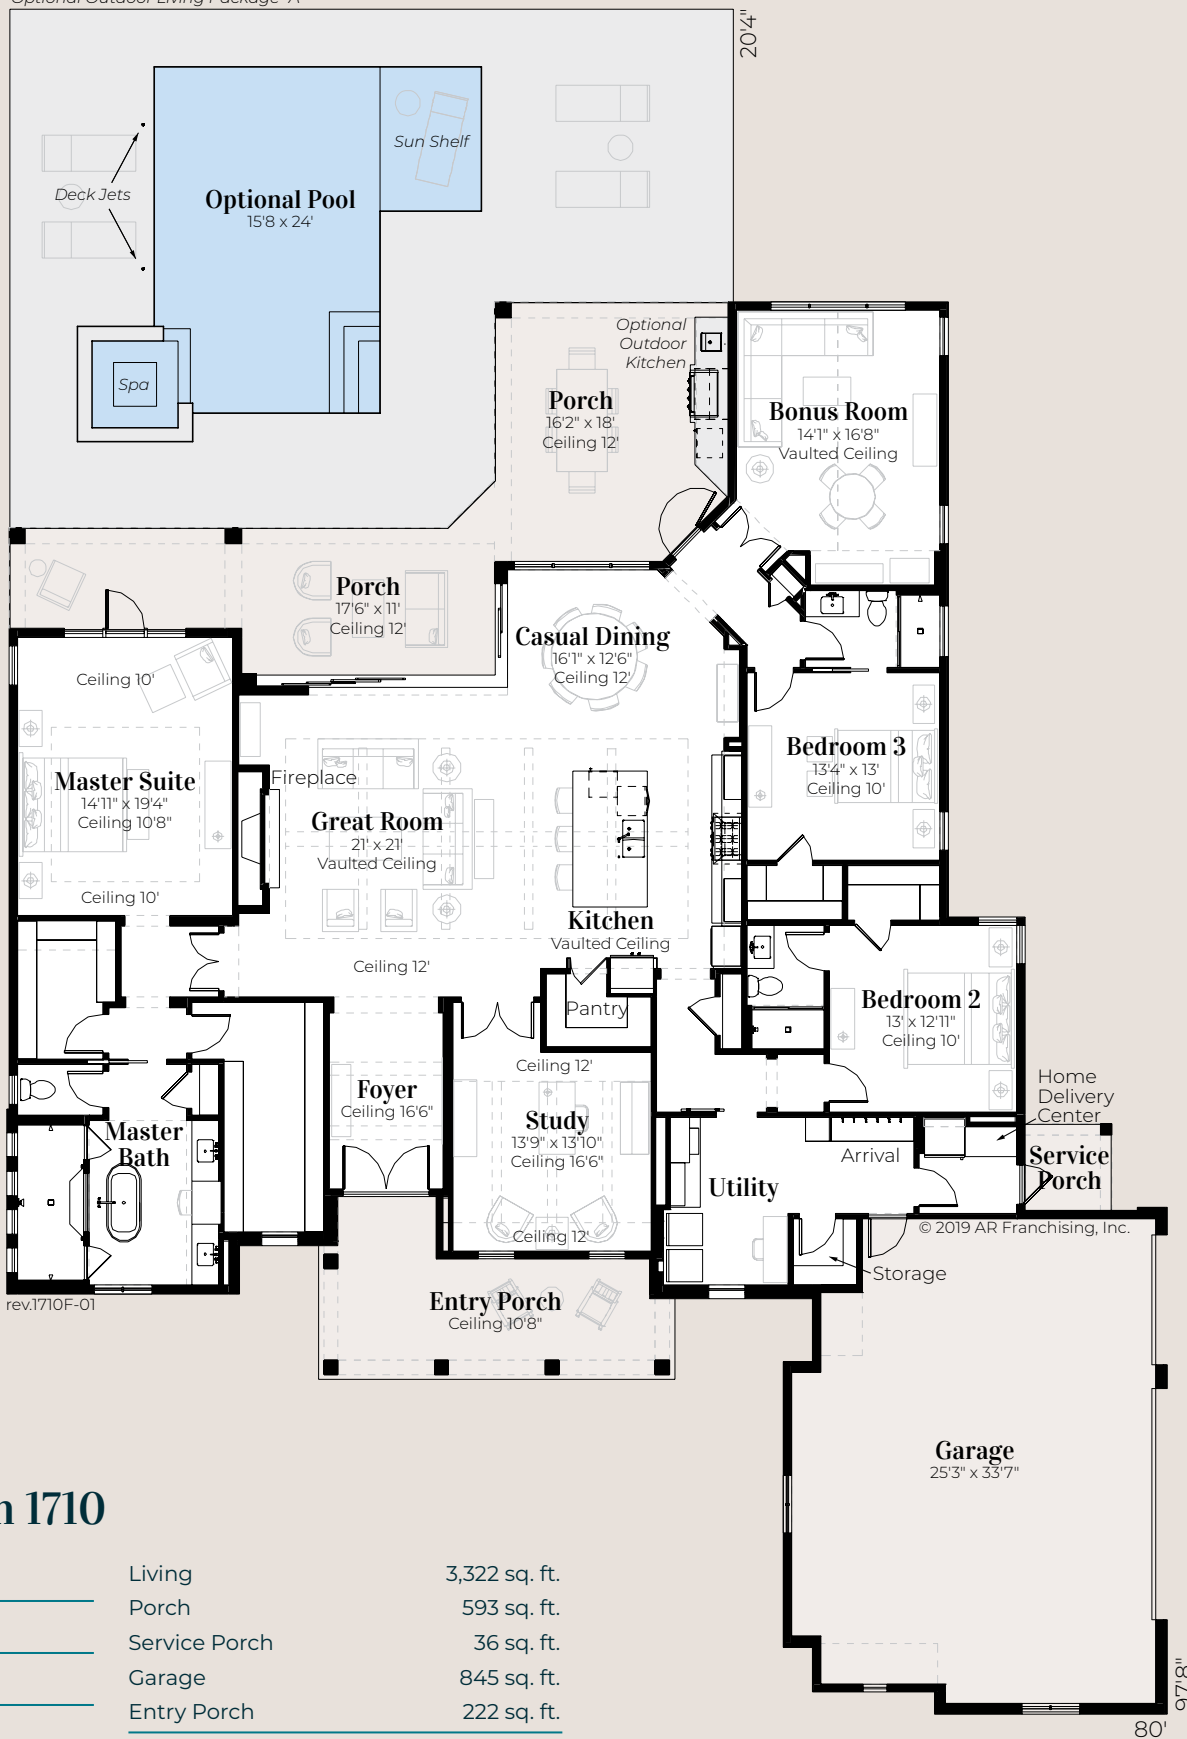 Optional Outdoor Living Package "A"
20'4"
Sun Shelf
Deck Jets
Optional Pool
15'8 x 24'
Spa
Optional
Outdoor
Kitchen
Porch
16'2" x 18'
Ceiling 12'
Bonus Room
14'1" x 16'8"
Vaulted Ceiling
Porch
17'6" x 11'
Ceiling 12'
Casual Dining
16'1" x 12'6"
Ceiling 12'
Ceiling 10'
Master Suite
14'11" x 19'4"
Ceiling 10'8"
Ceiling 10'
Fireplace
Great Room
21' x 21'
Vaulted Ceiling
Bedroom 3
13'4" x 13'
Ceiling 10'
Kitchen
Vaulted Ceiling
Ceiling 12'
Pantry
Bedroom 2
13' x 12'11"
Ceiling 10'
Foyer
Ceiling 16'6"
Ceiling 12'
Study
13'9" x 13'10"
Ceiling 16'6"
Ceiling 12'
Home
Delivery
Center
Master
Bath
Arrival
Service
Porch
Utility
© 2019 AR Franchising, Inc.
Storage
rev.1710F-01
Entry Porch
Ceiling 10'8"
Garage
25'3" x 33'7"
1710
Living 3,322 sq. ft.
Porch 593 sq. ft.
Service Porch 36 sq. ft.
Garage 845 sq. ft.
Entry Porch 222 sq. ft.
97'8"
80'